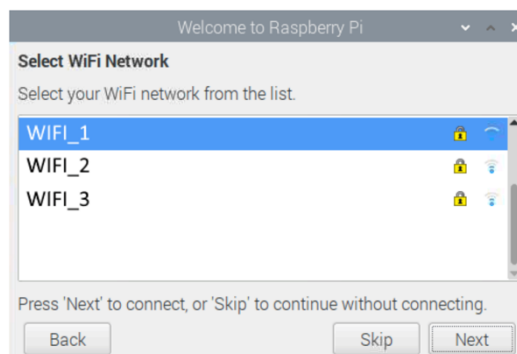 Welcome to Raspberry Pi
Select WiFi Network
Select your WiFi network from the list.
WIFI_1
WIFI_2
WIFI_3
Press 'Next' to connect, or 'Skip' to continue without connecting.
Back Skip Next